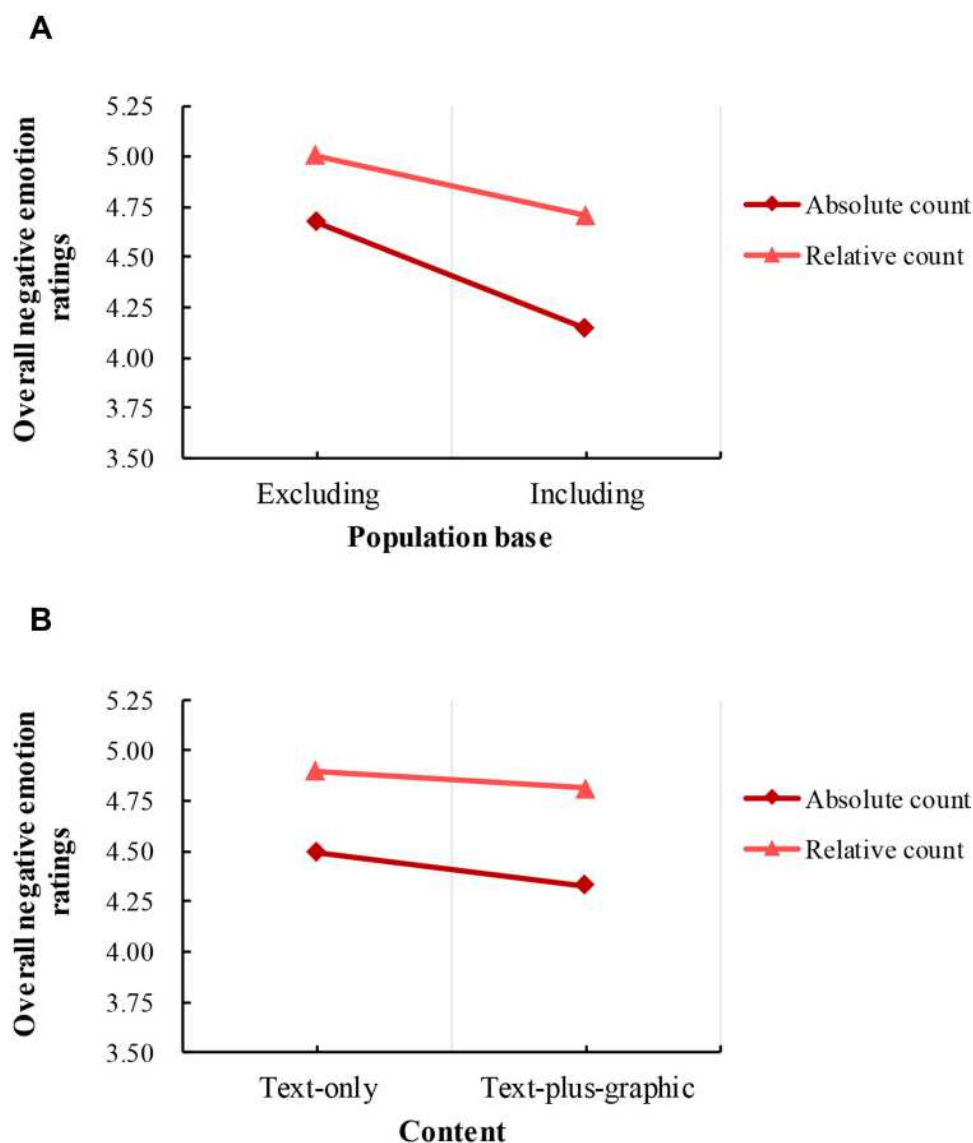 A
Overall negative emotion
ratings
5.25
5.00
4.75
4.50
4.25
4.00
3.75
3.50
Excluding
Including
Population base
Absolute count
Relative count
B
Overall negative emotion
ratings
5.25
5.00
4.75
4.50
4.25
4.00
3.75
3.50
Text-only
Text-plus-graphic
Content
Absolute count
Relative count